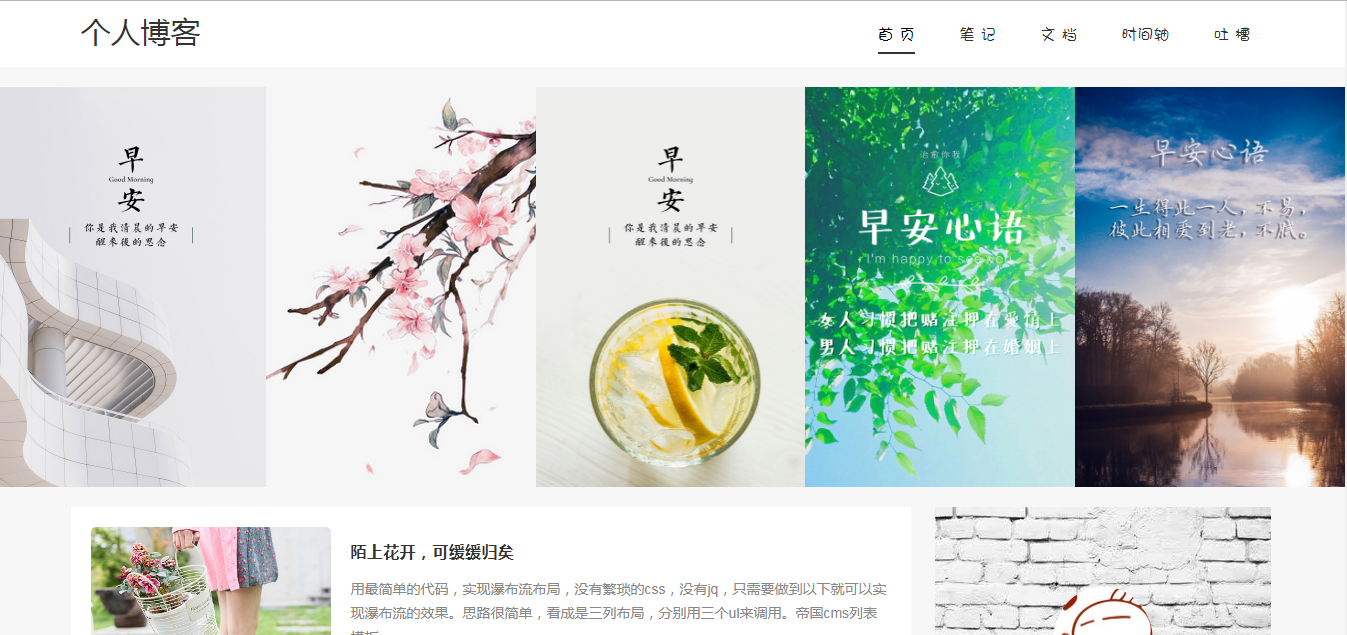 个人博客
首 页 笔 记 文 档 时间轴 吐 槽
早
Good Morning
安
你是我清晨的早安
醒来後的思念
早
Good Morning
安
你是我清晨的早安
醒来後的思念
治愈你我
早安心语
I'm happy to see you
女人习惯把赌注押在爱情上
男人习惯把赌注押在婚姻上
早安心语
一生得此一人，不易，
彼此相爱到老，不腻。
陌上花开，可缓缓归矣
用最简单的代码，实现瀑布流布局，没有繁琐的css，没有jq，只需要做到以下就可以实
现瀑布流的效果。思路很简单，看成是三列布局，分别用三个ul来调用。帝国cms列表
模板